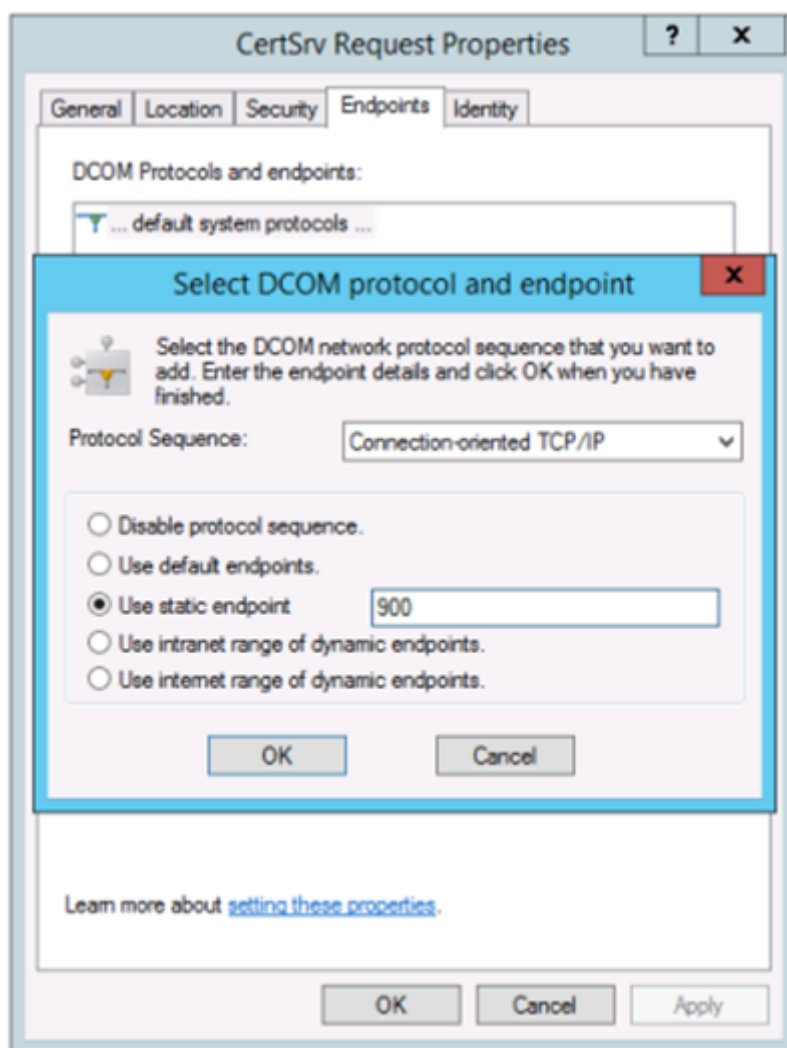 CertSrv Request Properties
?
x
General
Location
Security
Endpoints
Identity
DCOM Protocols and endpoints:
... default system protocols ...
Select DCOM protocol and endpoint
x
Select the DCOM network protocol sequence that you want to
add. Enter the endpoint details and click OK when you have
finished.
Protocol Sequence:
Connection-oriented TCP/IP
Disable protocol sequence.
Use default endpoints.
Use static endpoint
900
Use intranet range of dynamic endpoints.
Use internet range of dynamic endpoints.
OK
Cancel
Learn more about setting these properties.
OK
Cancel
Apply